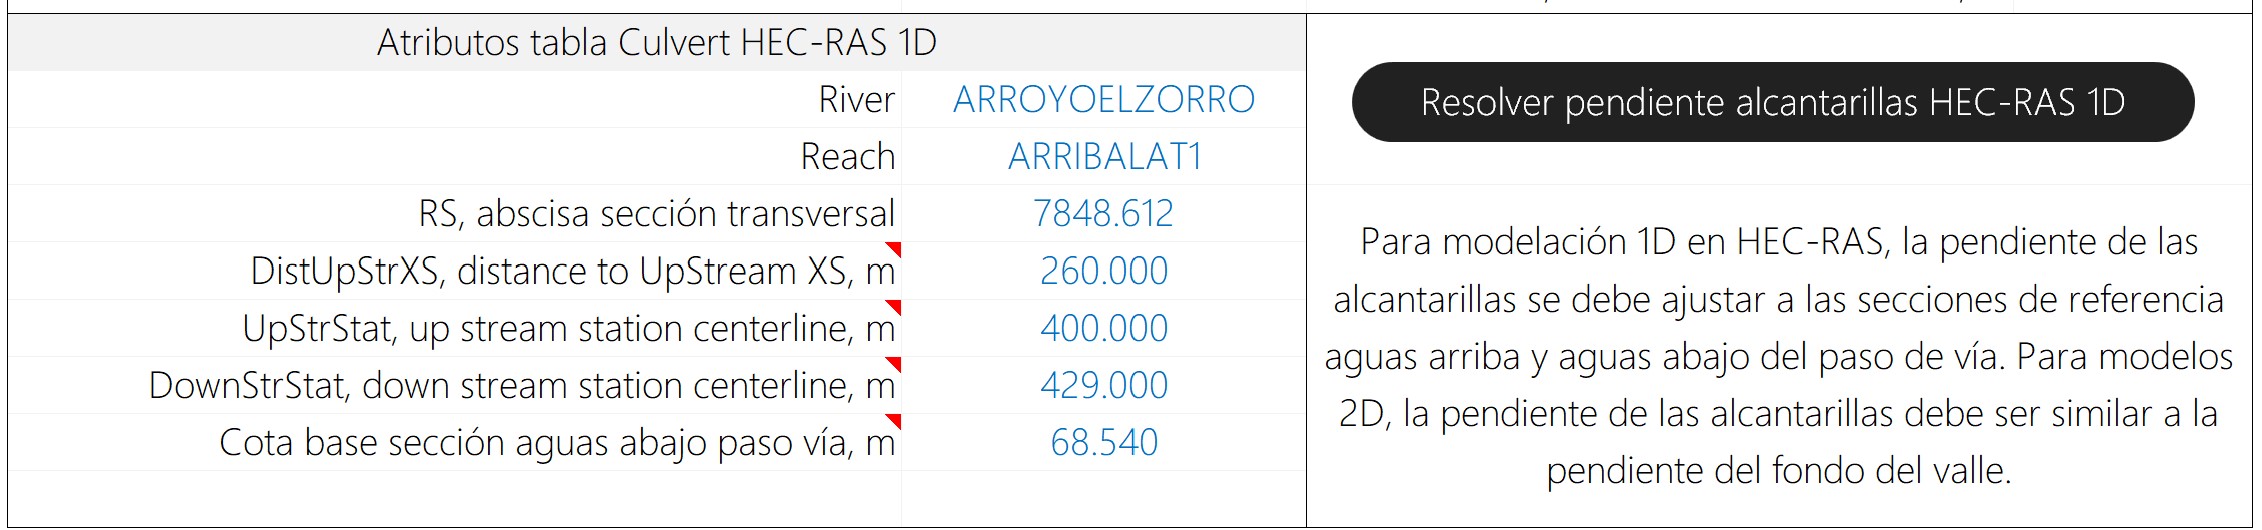 Atributos tabla Culvert HEC-RAS 1D
River ARROYOELZORRO
Reach ARRIBALAT1
RS, abscisa sección transversal 7848.612
DistUpStrXS, distance to UpStream XS, m 260.000
UpStrStat, up stream station centerline, m 400.000
DownStrStat, down stream station centerline, m 429.000
Cota base sección aguas abajo paso vía, m 68.540
Resolver pendiente alcantarillas HEC-RAS 1D
Para modelación 1D en HEC-RAS, la pendiente de las
alcantarillas se debe ajustar a las secciones de referencia
aguas arriba y aguas abajo del paso de vía. Para modelos
2D, la pendiente de las alcantarillas debe ser similar a la
pendiente del fondo del valle.